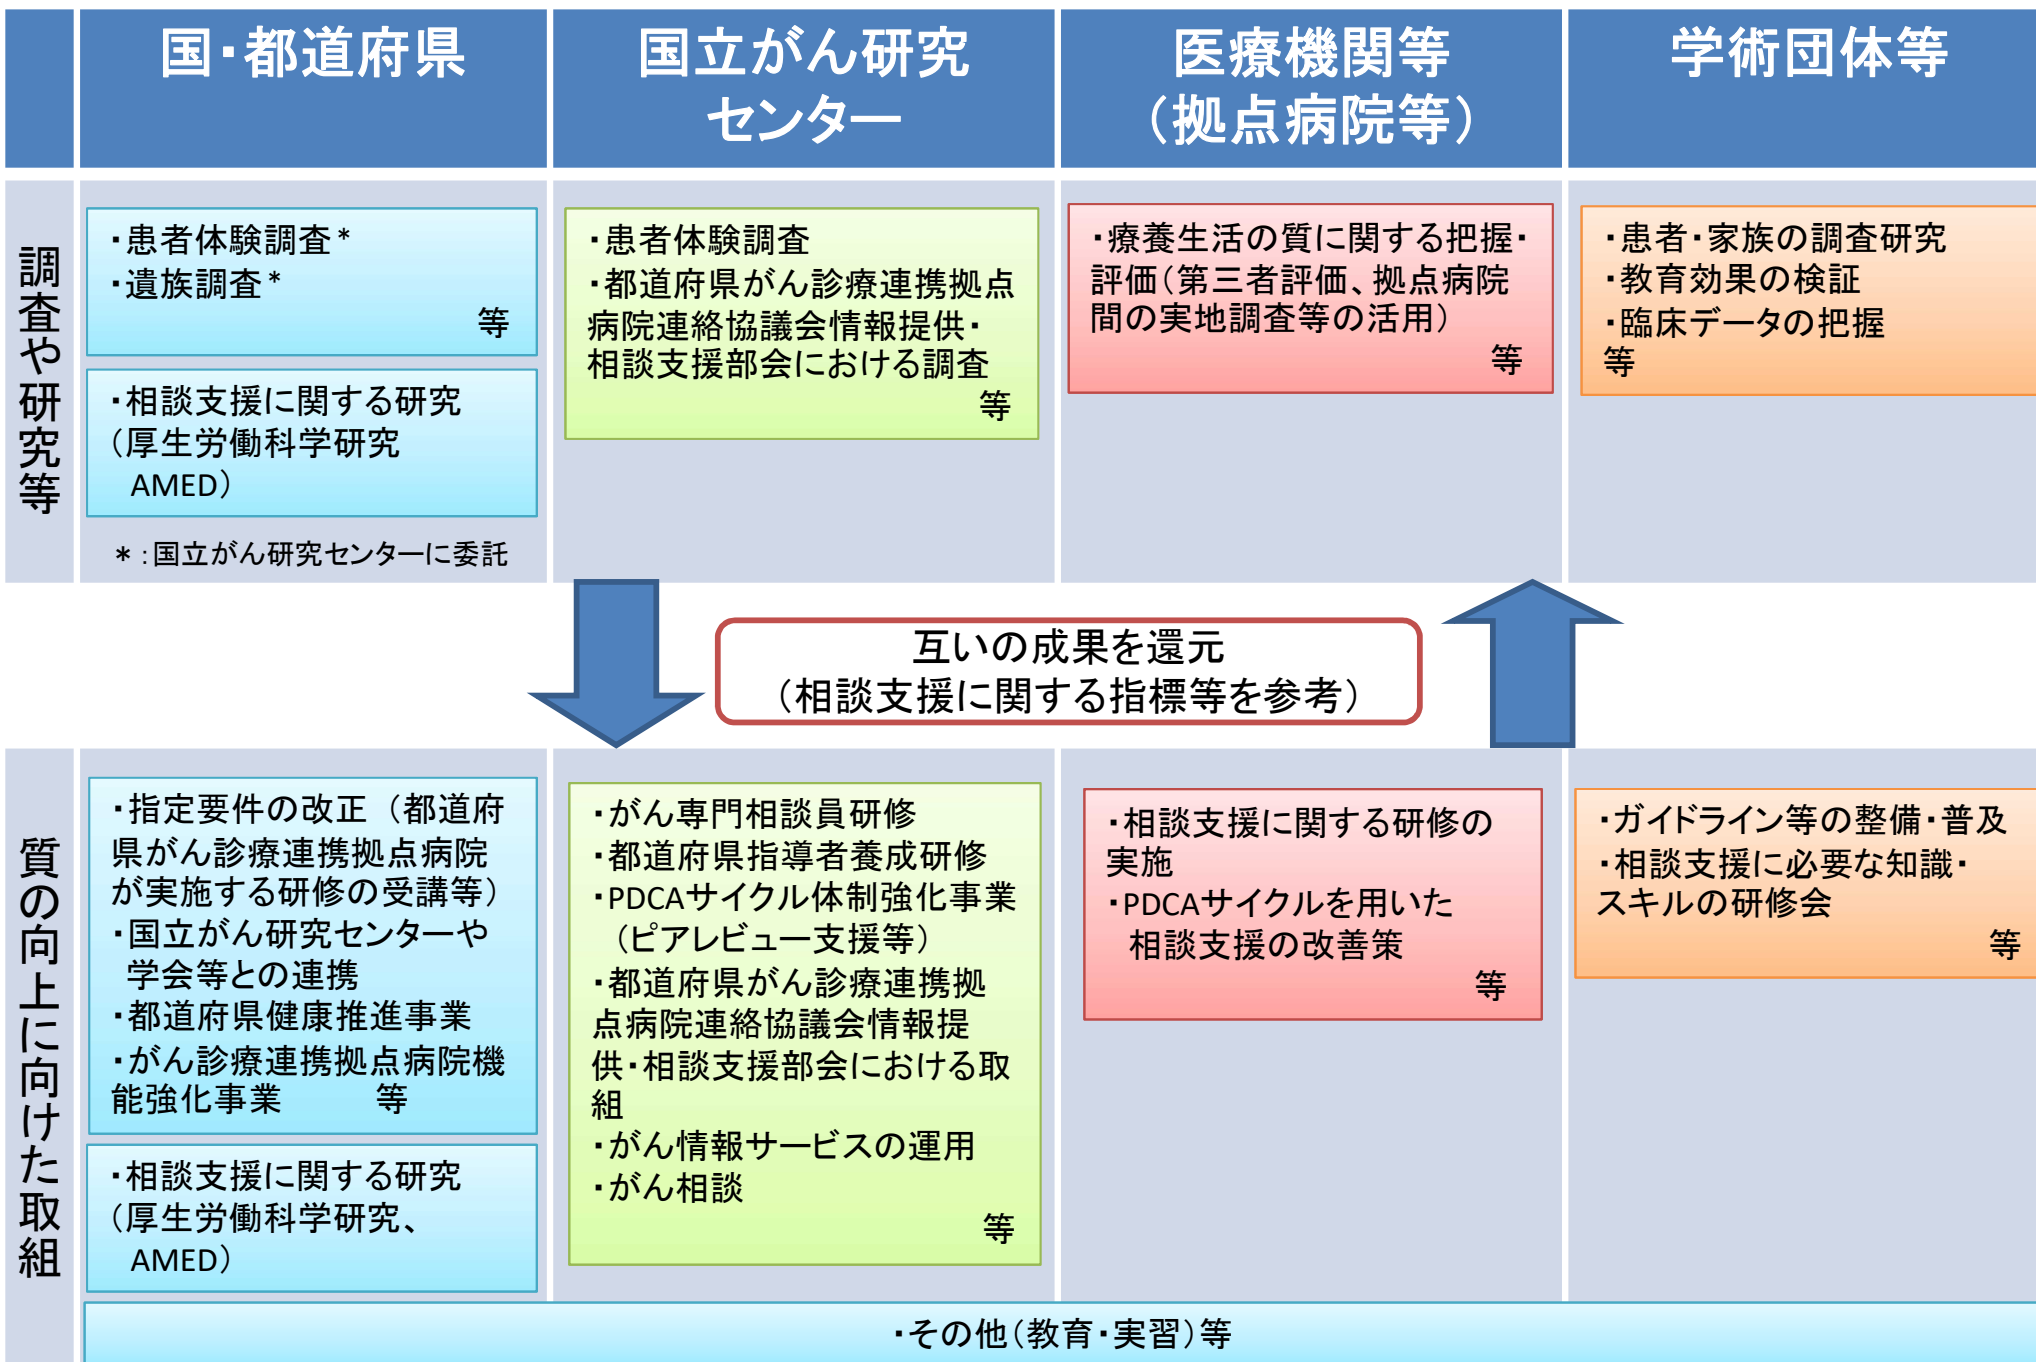 国・都道府県
国立がん研究
センター
医療機関等
（拠点病院等）
学術団体等
調査や研究等
・患者体験調査*
・遺族調査*
等
・相談支援に関する研究
（厚生労働科学研究
AMED）
*：国立がん研究センターに委託
・患者体験調査
・都道府県がん診療連携拠点
病院連絡協議会情報提供・
相談支援部会における調査
等
・療養生活の質に関する把握・
評価（第三者評価、拠点病院
間の実地調査等の活用）
等
・患者・家族の調査研究
・教育効果の検証
・臨床データの把握
等
互いの成果を還元
（相談支援に関する指標等を参考）
質の向上に向けた取組
・指定要件の改正（都道府
県がん診療連携拠点病院
が実施する研修の受講等）
・国立がん研究センターや
学会等との連携
・都道府県健康推進事業
・がん診療連携拠点病院機
能強化事業　等
・相談支援に関する研究
（厚生労働科学研究、
AMED）
・がん専門相談員研修
・都道府県指導者養成研修
・PDCAサイクル体制強化事業
（ピアレビュー支援等）
・都道府県がん診療連携拠
点病院連絡協議会情報提
供・相談支援部会における取
組
・がん情報サービスの運用
・がん相談
等
・相談支援に関する研修の
実施
・PDCAサイクルを用いた
相談支援の改善策
等
・ガイドライン等の整備・普及
・相談支援に必要な知識・
スキルの研修会
等
・その他（教育・実習）等